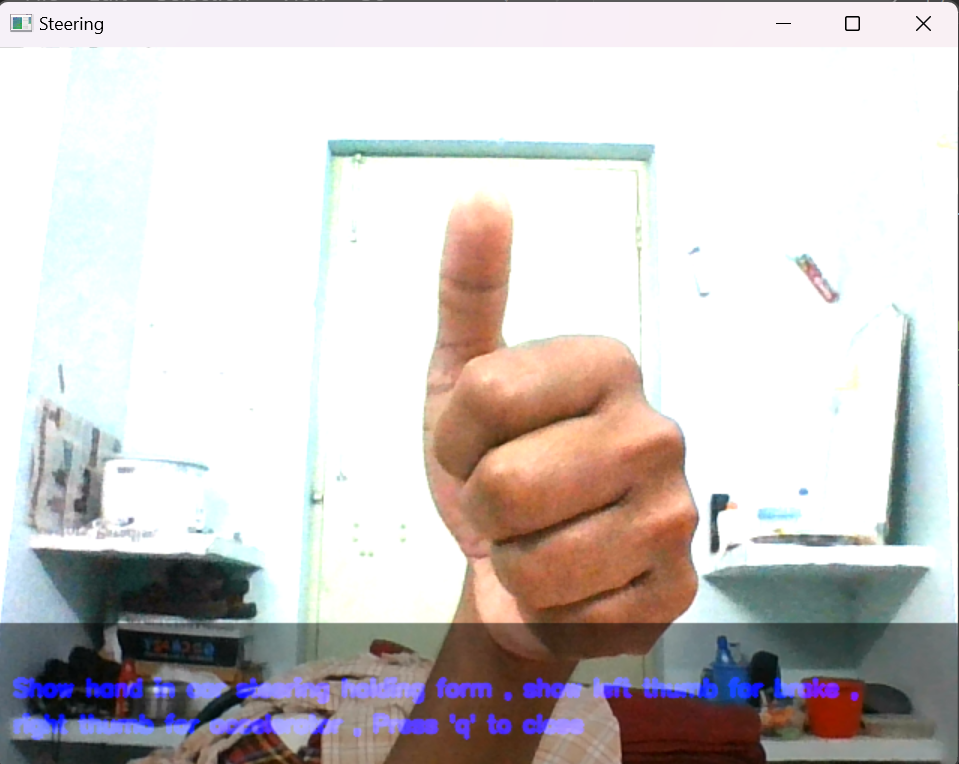 Steering
Show hand in car steering holding form , show left thumb for brake ,
right thumb for accelerator , Press 'q' to close